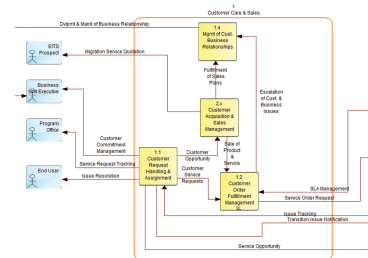 1
Customer Care & Sales
Dvlpmt & Maint of Business Relationship
1.4
Mgmt of Cust.
Business
Relationships
EITS
Prospect
Migration Service Quotation
Fulfillment
of Sales
Plans
Escalation
of Cust. &
Business
Issues
Business
Unit Executive
2.x
Customer
Acquisition &
Sales
Management
Program
Office
Customer
Commitment
Management
Customer
Opportunity
Sale of
Product
&
Service
1.1
Customer
Request
Handling &
Assignment
Service Request Tracking
End User
Issue Resolution
Customer
Service
Requests
1.2
Customer
Order
Fulfillment
Management
SLA Management
Service Order Request
Issue Tracking
Transition Issue Notification
Service Opportunity